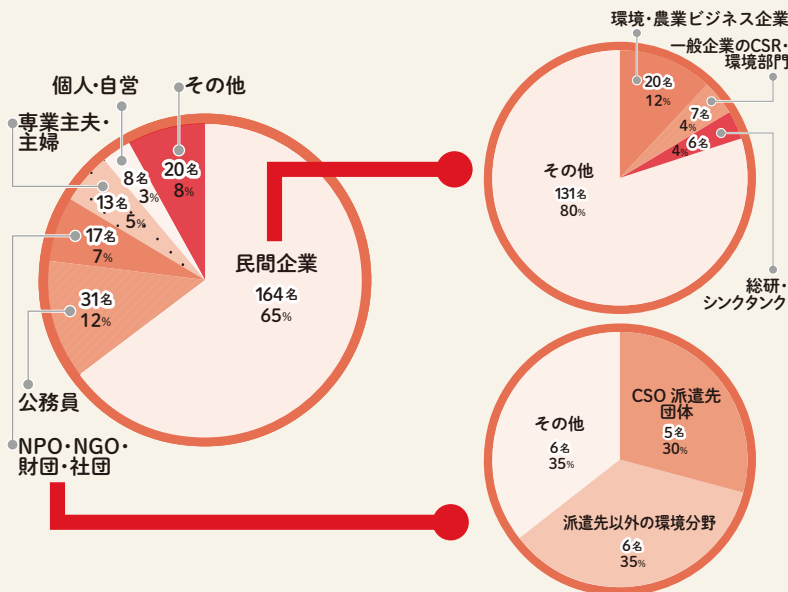 個人・自営
その他
専業主夫・
主婦
20名
8%
8名
3%
13名
5%
17名
7%
31名
12%
民間企業
164名
65%
公務員
NPO・NGO・
財団・社団
環境・農業ビジネス企業
一般企業のCSR・
環境部門
20名
12%
7名
4%
6名
4%
その他
131名
80%
総研・
シンクタンク
CSO 派遣先
団体
5名
30%
その他
6名
35%
派遣先以外の環境分野
6名
35%